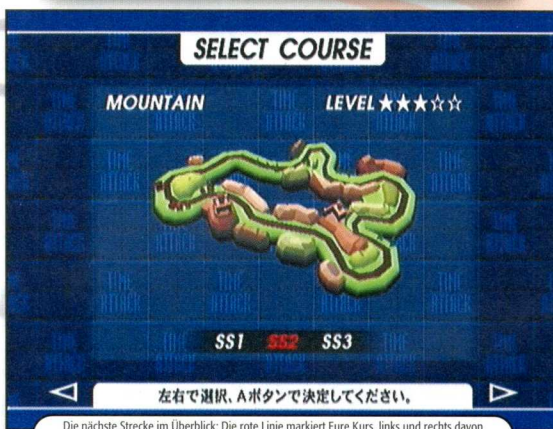 SELECT COURSE
MOUNTAIN
LEVEL★★★☆☆
SS1 SS2 SS3
左右で選択、Aボタンで決定してください。
Die nächste Strecke im Überblick: Die rote Linie markiert Eure Kurs, links und rechts davon